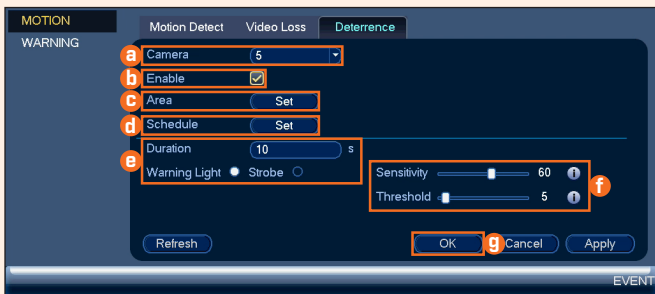 MOTION
WARNING
Motion Detect Video Loss Deterrence
a Camera 5
b Enable
c Area Set
d Schedule Set
e Duration 10 s
Warning Light Strobe
f Sensitivity 60 i
Threshold 5 i
Refresh OK g Cancel Apply
EVENT